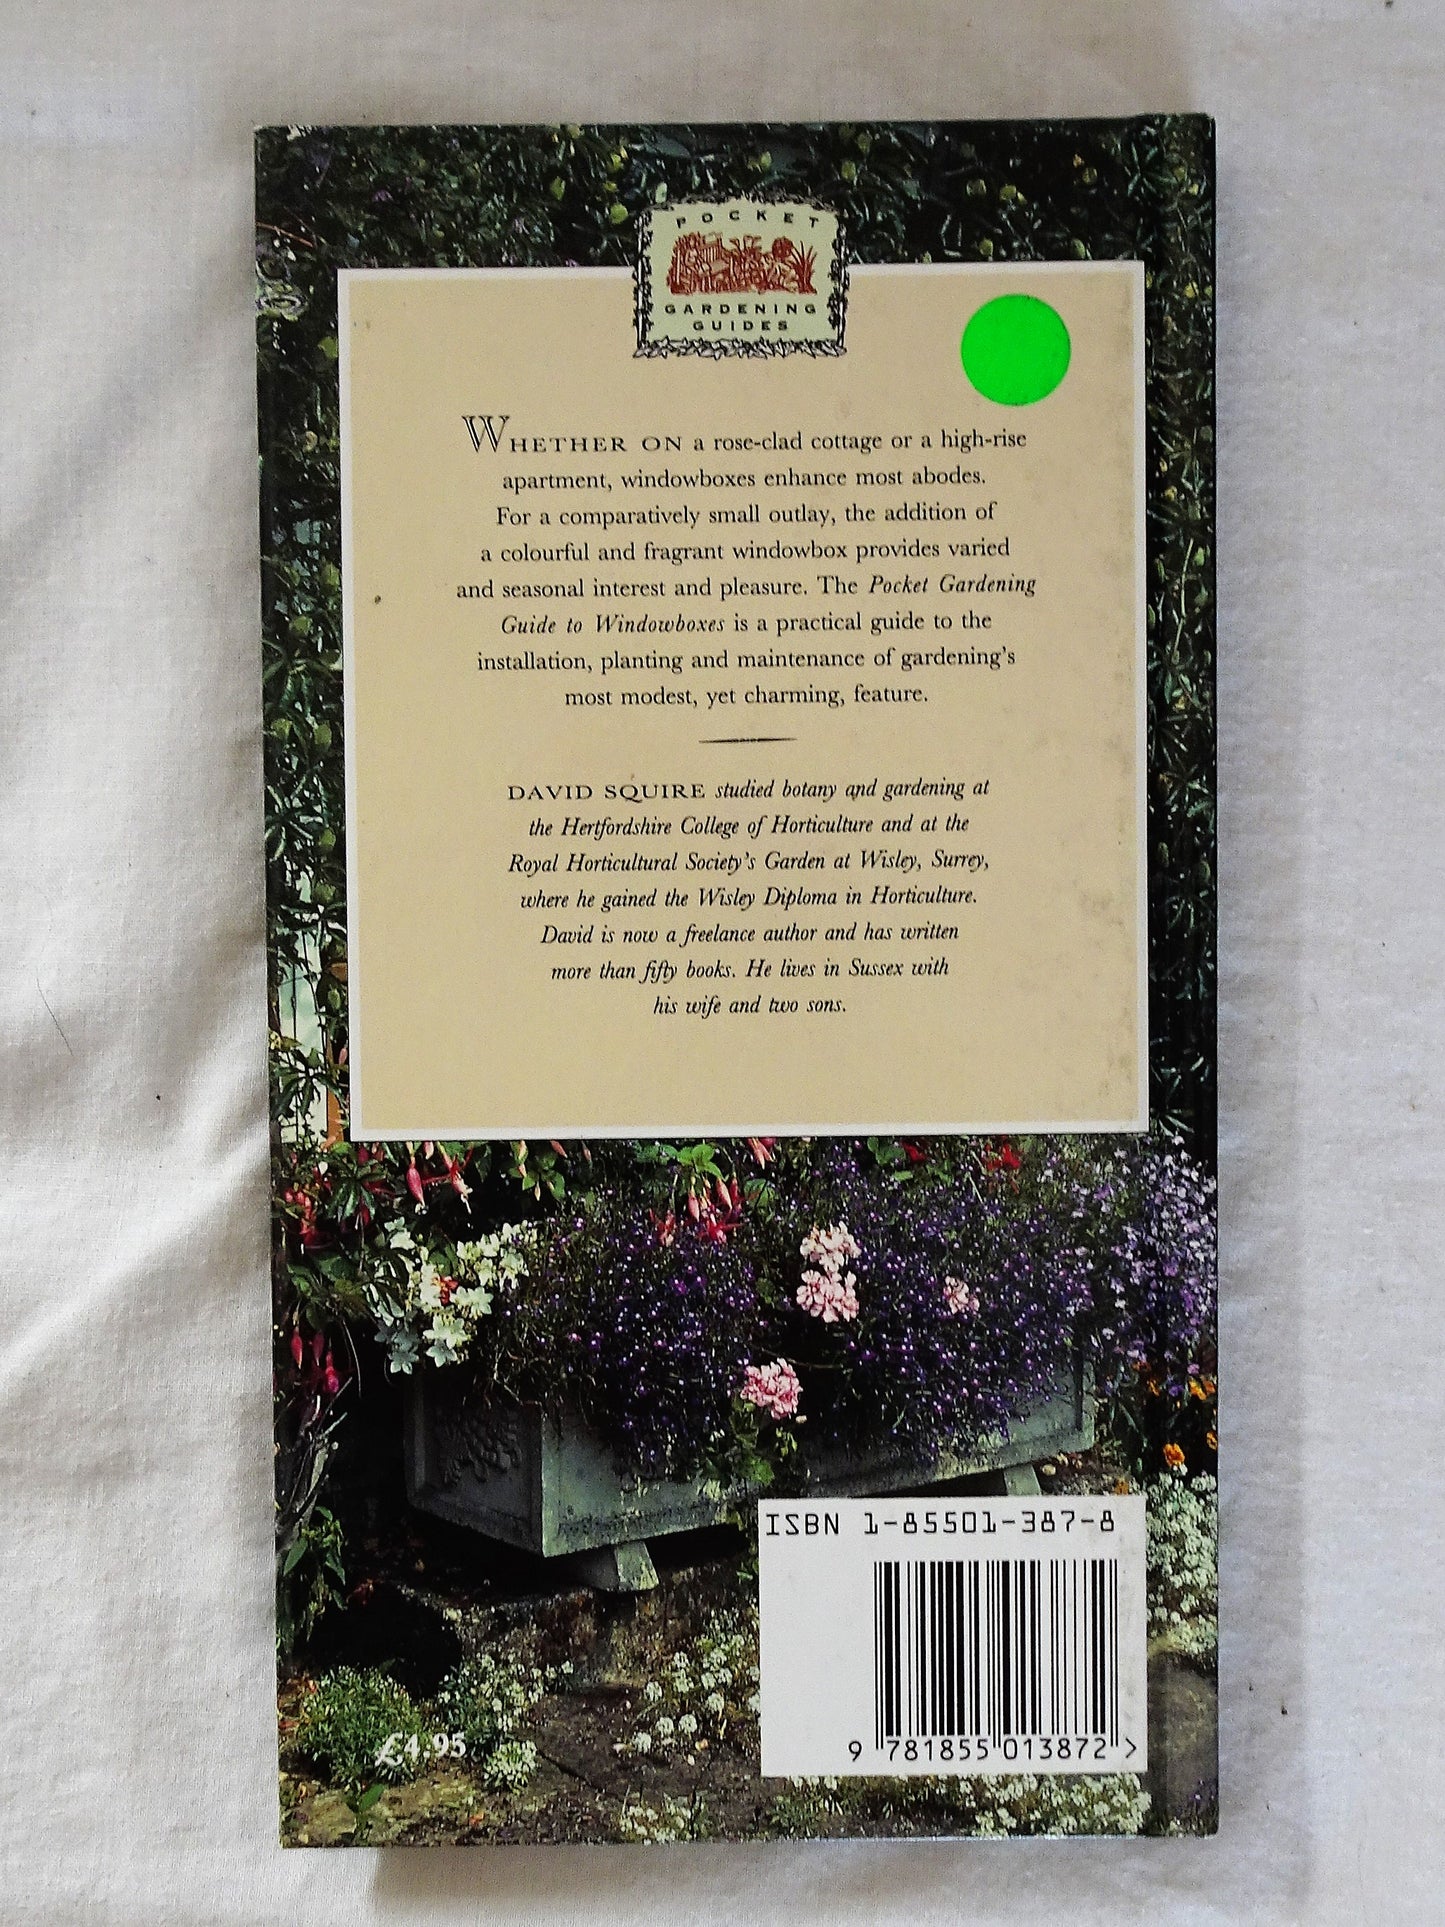 POCKET
GARDENING
GUIDES
WHETHER ON a rose-clad cottage or a high-rise
apartment, windowboxes enhance most abodes.
For a comparatively small outlay, the addition of
a colourful and fragrant windowbox provides varied
and seasonal interest and pleasure. The Pocket Gardening
Guide to Windowboxes is a practical guide to the
installation, planting and maintenance of gardening's
most modest, yet charming, feature.
DAVID SQUIRE studied botany and gardening at
the Hertfordshire College of Horticulture and at the
Royal Horticultural Society's Garden at Wisley, Surrey,
where he gained the Wisley Diploma in Horticulture.
David is now a freelance author and has written
more than fifty books. He lives in Sussex with
his wife and two sons.
ISBN 1-85501-387-8
9 781855 013872 >
£4.95